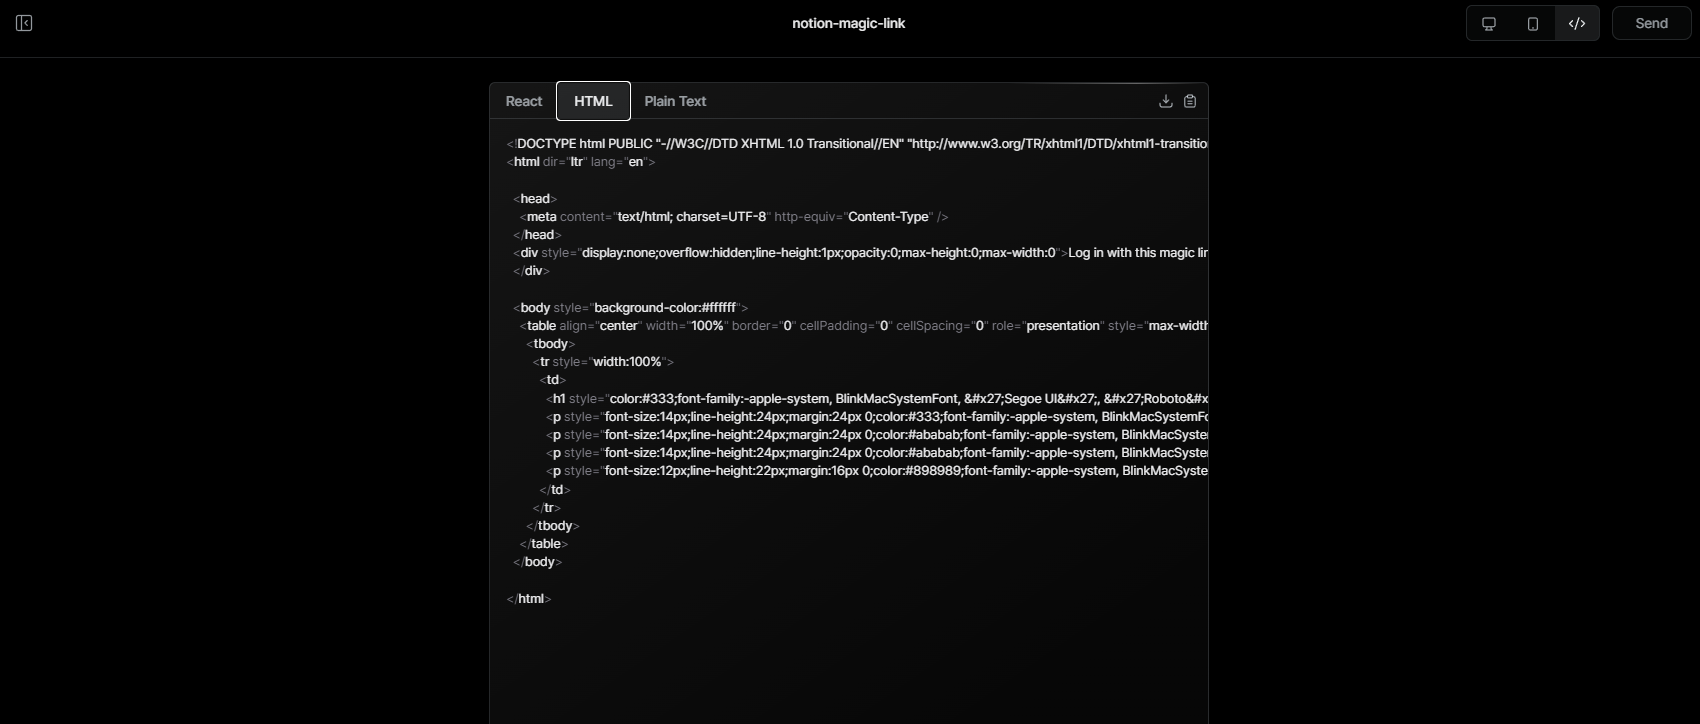 notion-magic-link
Send
React HTML Plain Text
<!DOCTYPE html PUBLIC "-//W3C//DTD XHTML 1.0 Transitional//EN" "http://www.w3.org/TR/xhtml1/DTD/xhtml1-transitio
<html dir="ltr" lang="en">
<head>
<meta content="text/html; charset=UTF-8" http-equiv="Content-Type" />
</head>
<div style="display:none;overflow:hidden;line-height:1px;opacity:0;max-height:0;max-width:0">Log in with this magic lin
</div>
<body style="background-color:#ffffff">
<table align="center" width="100%" border="0" cellPadding="0" cellSpacing="0" role="presentation" style="max-width
<tbody>
<tr style="width:100%">
<td>
<h1 style="color:#333;font-family:-apple-system, BlinkMacSystemFont, &#x27;Segoe UI&#x27;, &#x27;Roboto&#x
<p style="font-size:14px;line-height:24px;margin:24px 0;color:#333;font-family:-apple-system, BlinkMacSystemFo
<p style="font-size:14px;line-height:24px;margin:24px 0;color:#ababab;font-family:-apple-system, BlinkMacSyster
<p style="font-size:14px;line-height:24px;margin:24px 0;color:#ababab;font-family:-apple-system, BlinkMacSyster
<p style="font-size:12px;line-height:22px;margin:16px 0;color:#898989;font-family:-apple-system, BlinkMacSyste
</td>
</tr>
</tbody>
</table>
</body>
</html>